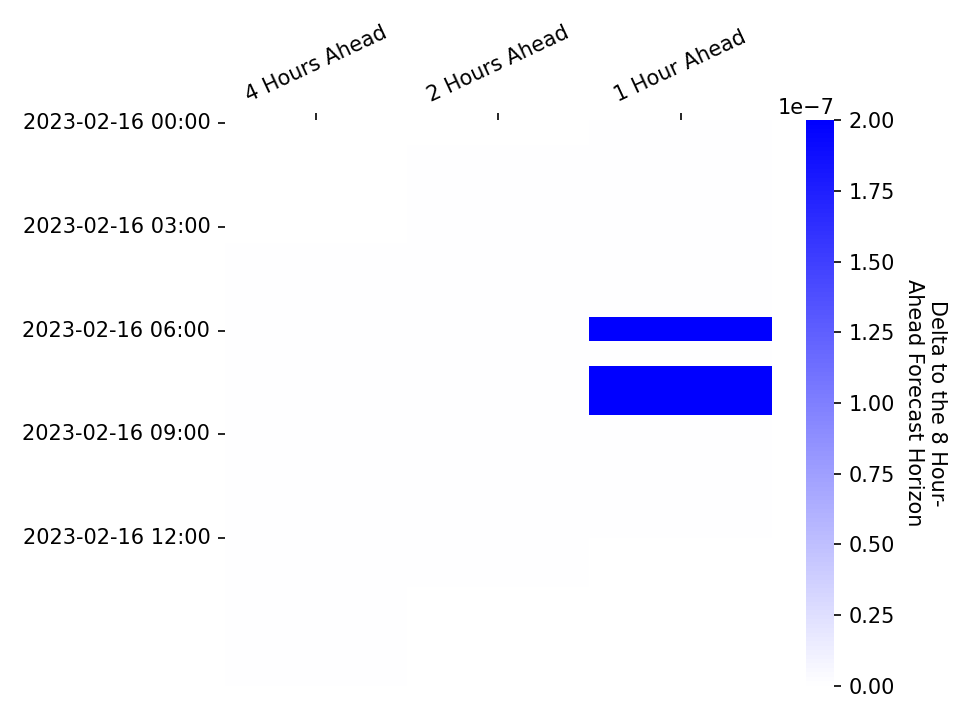 4 Hours Ahead
2 Hours Ahead
1 Hour Ahead
2023-02-16 00:00
2023-02-16 03:00
2023-02-16 06:00
2023-02-16 09:00
2023-02-16 12:00
1e−7
2.00
1.75
1.50
1.25
1.00
0.75
0.50
0.25
0.00
Delta to the 8 Hour-
Ahead Forecast Horizon